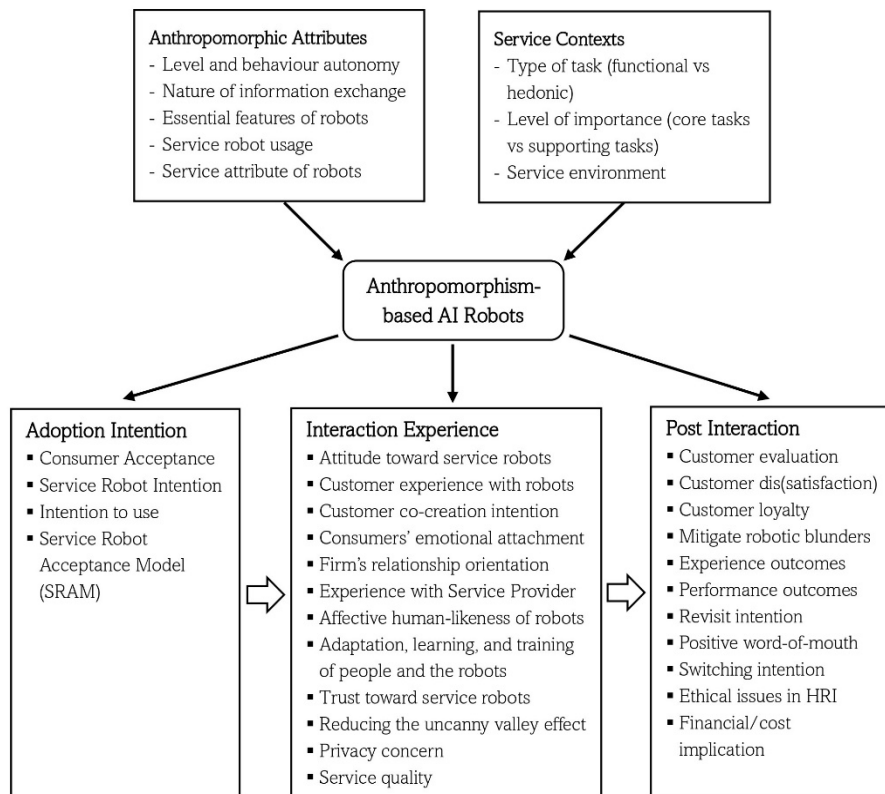 Anthropomorphic Attributes
- Level and behaviour autonomy
- Nature of information exchange
- Essential features of robots
- Service robot usage
- Service attribute of robots
Service Contexts
- Type of task (functional vs
hedonic)
- Level of importance (core tasks
vs supporting tasks)
- Service environment
Anthropomorphism-
based AI Robots
Adoption Intention
▪ Consumer Acceptance
▪ Service Robot Intention
▪ Intention to use
▪ Service Robot
Acceptance Model
(SRAM)
Interaction Experience
▪ Attitude toward service robots
▪ Customer experience with robots
▪ Customer co-creation intention
▪ Consumers' emotional attachment
▪ Firm's relationship orientation
▪ Experience with Service Provider
▪ Affective human-likeness of robots
▪ Adaptation, learning, and training
of people and the robots
▪ Trust toward service robots
▪ Reducing the uncanny valley effect
▪ Privacy concern
▪ Service quality
Post Interaction
▪ Customer evaluation
▪ Customer dis(satisfaction)
▪ Customer loyalty
▪ Mitigate robotic blunders
▪ Experience outcomes
▪ Performance outcomes
▪ Revisit intention
▪ Positive word-of-mouth
▪ Switching intention
▪ Ethical issues in HRI
▪ Financial/cost
implication